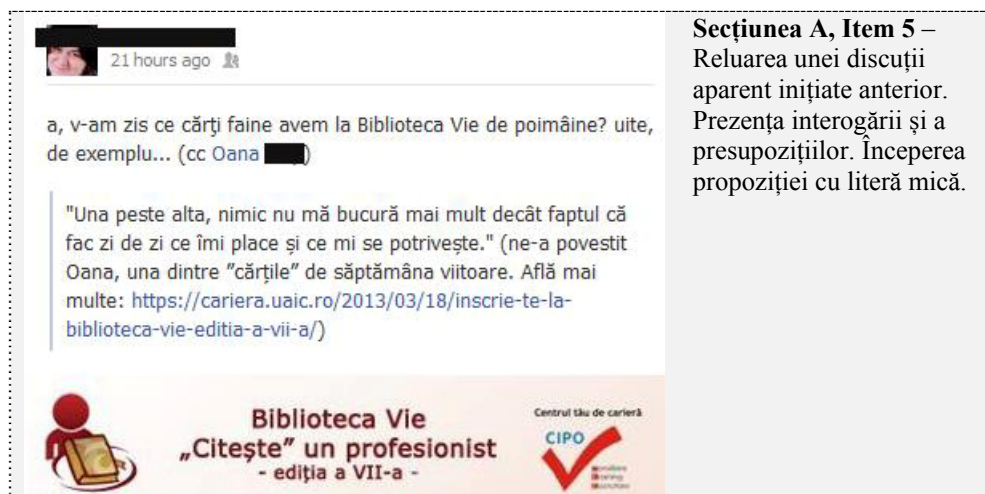 21 hours ago
a, v-am zis ce cărți faine avem la Biblioteca Vie de poimâine? uite,
de exemplu... (cc Oana )
"Una peste alta, nimic nu mă bucură mai mult decât faptul că
fac zi de zi ce îmi place și ce mi se potrivește." (ne-a povestit
Oana, una dintre ”cărțile” de săptămâna viitoare. Află mai
multe: https://cariera.uaic.ro/2013/03/18/inscrie-te-la-
biblioteca-vie-editia-a-vii-a/)
Biblioteca Vie
„Citește” un profesionist
- ediția a VII-a -
Centrul tău de carieră
CIPO
Secțiunea A, Item 5 –
Reluarea unei discuții
aparent inițiate anterior.
Prezența interogării și a
presupozițiilor. Începerea
propoziției cu literă mică.